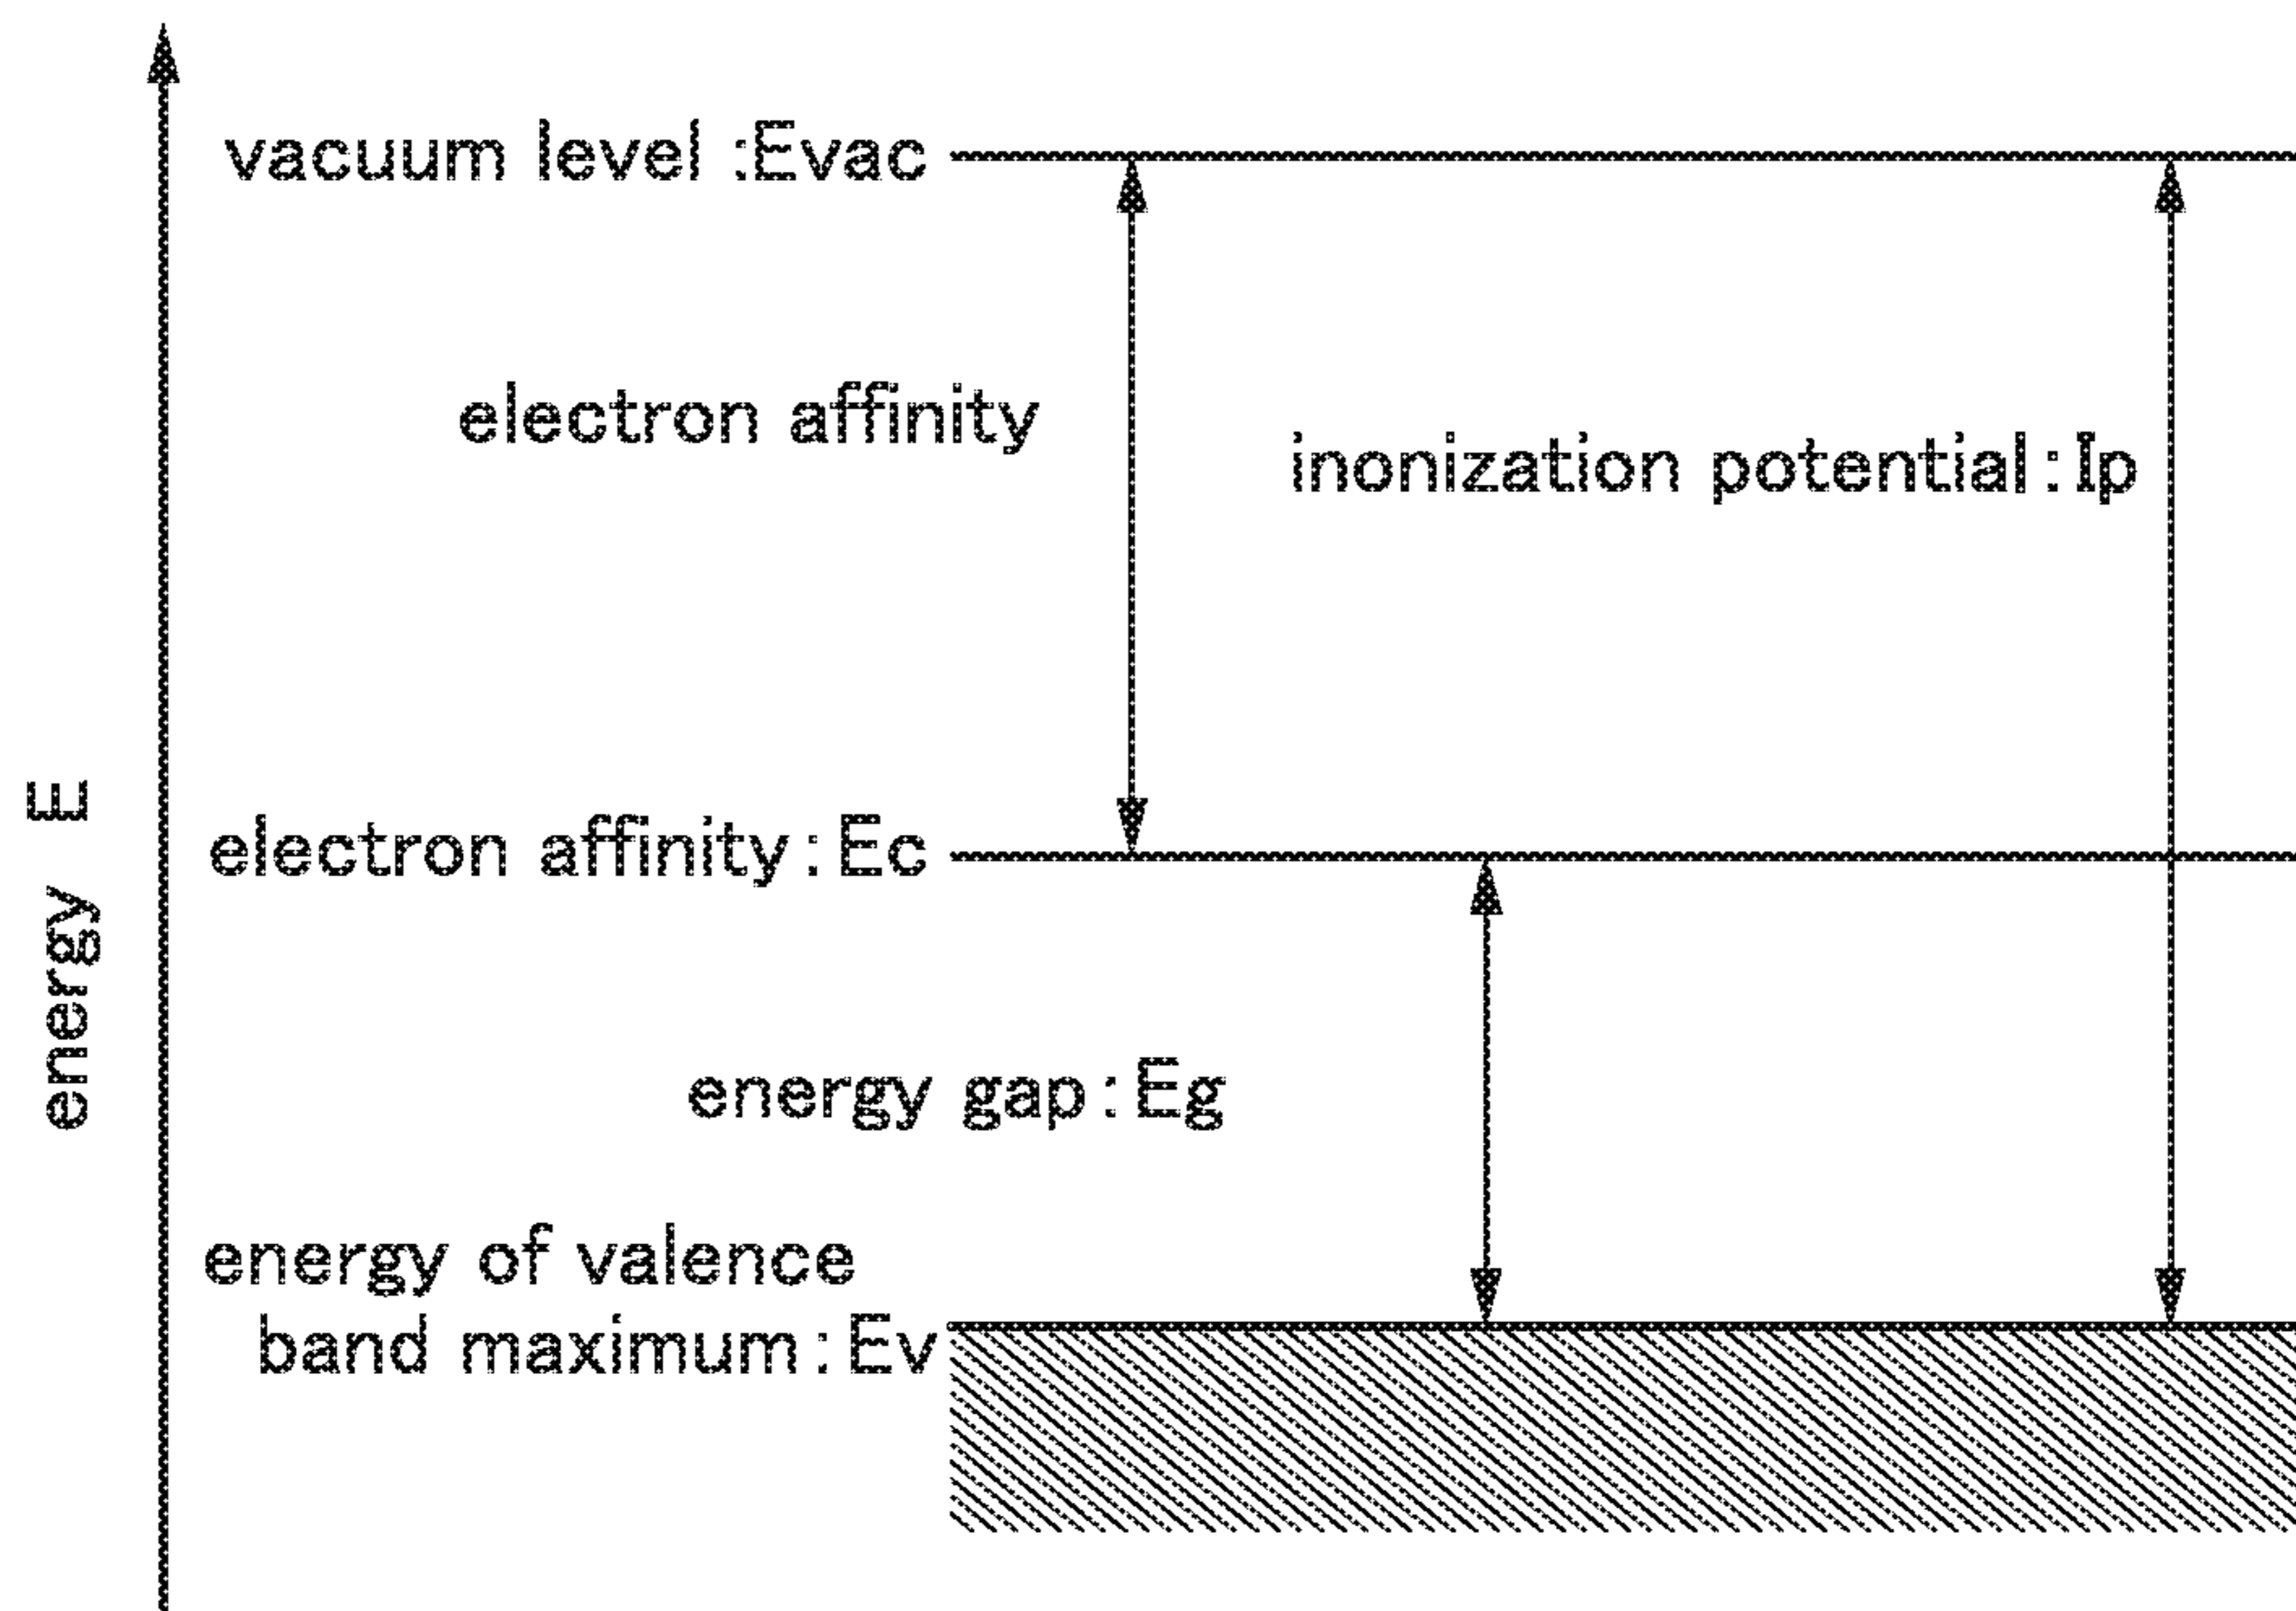 vacuum level :Evac
electron affinity
inonization potential:Ip
energy E
electron affinity:Ec
energy gap:Eg
energy of valence
band maximum:Ev